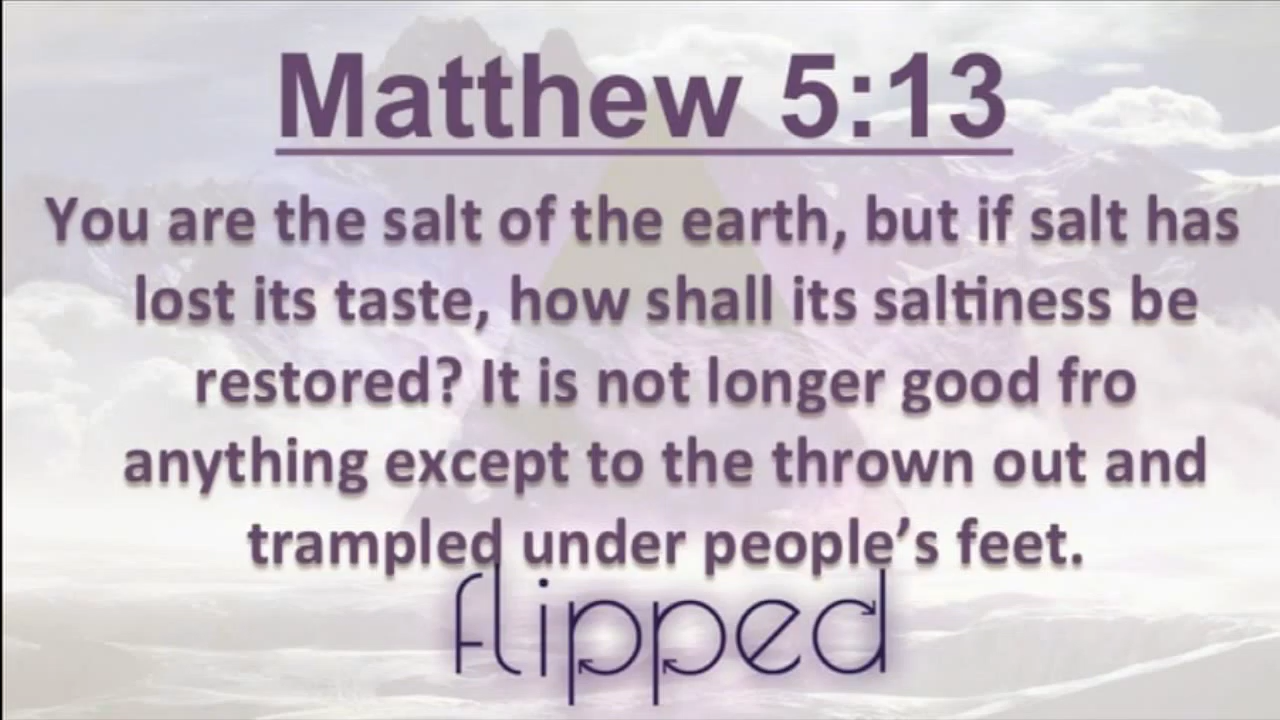 Matthew 5:13
You are the salt of the earth, but if salt has
lost its taste, how shall its saltiness be
restored? It is not longer good fro
anything except to the thrown out and
trampled under people’s feet.
flipped